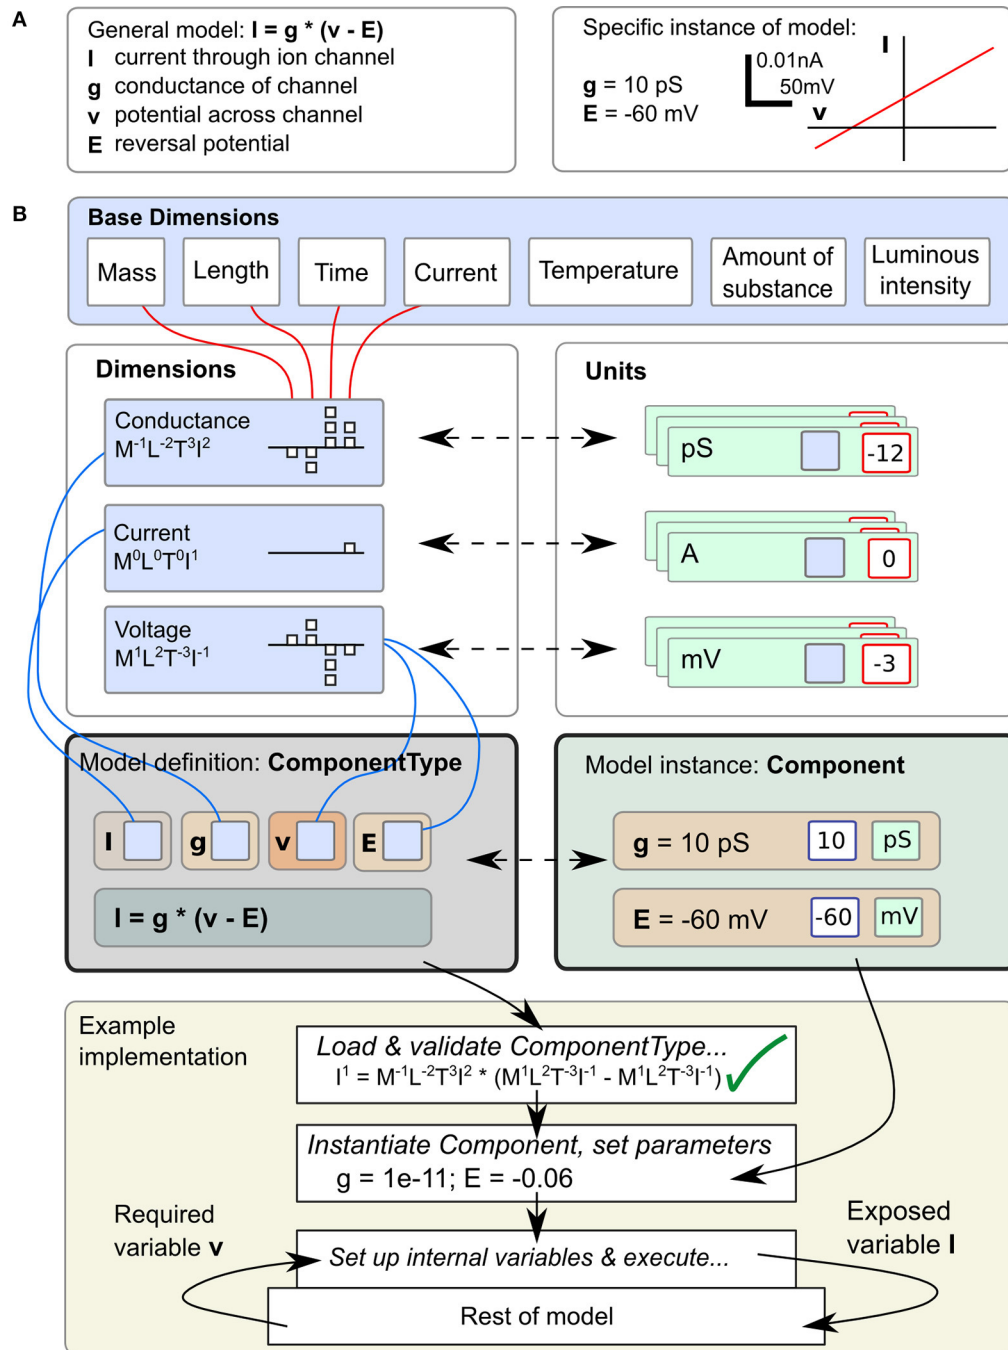 A
General model: I = g * (v - E)
I current through ion channel
g conductance of channel
v potential across channel
E reversal potential
Specific instance of model:
g = 10 pS
E = -60 mV
0.01nA
50mV
I
v
B
Base Dimensions
Mass
Length
Time
Current
Temperature
Amount of
substance
Luminous
intensity
Dimensions
Conductance
M⁻¹L⁻²T³I²
Current
M⁰L⁰T⁰I¹
Voltage
M¹L²T⁻³I⁻¹
Units
pS
-12
A
0
mV
-3
Model definition: ComponentType
I
g
v
E
I = g * (v - E)
Model instance: Component
g = 10 pS
10
pS
E = -60 mV
-60
mV
Example
implementation
Load & validate ComponentType...
I¹ = M⁻¹L⁻²T³I² * (M¹L²T⁻³I⁻¹ - M¹L²T⁻³I⁻¹)
Instantiate Component, set parameters
g = 1e-11; E = -0.06
Required
variable v
Exposed
variable I
Set up internal variables & execute...
Rest of model